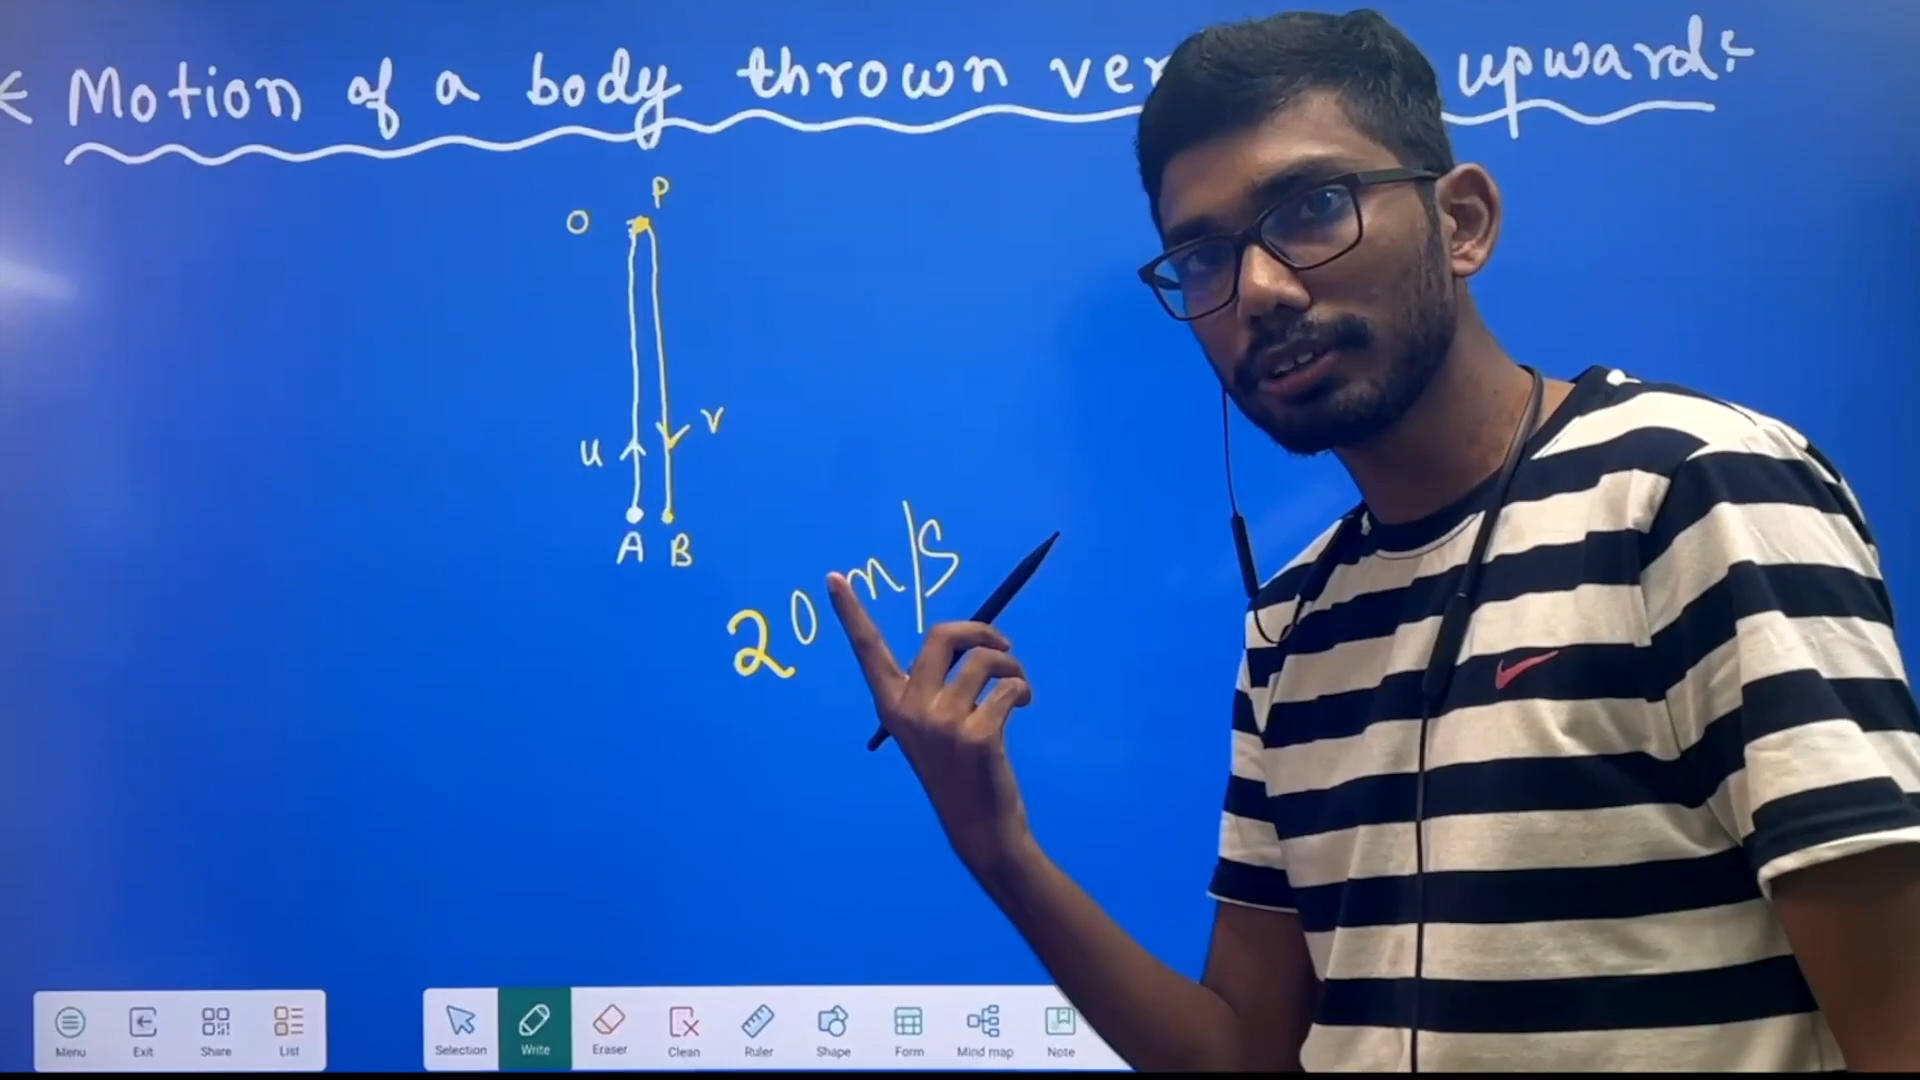 * Motion of a body thrown ver upward:
P
O
v
u
A B
20 m/s
Menu Exit Share List Selection Write Eraser Clean Ruler Shape Form Mind map Note